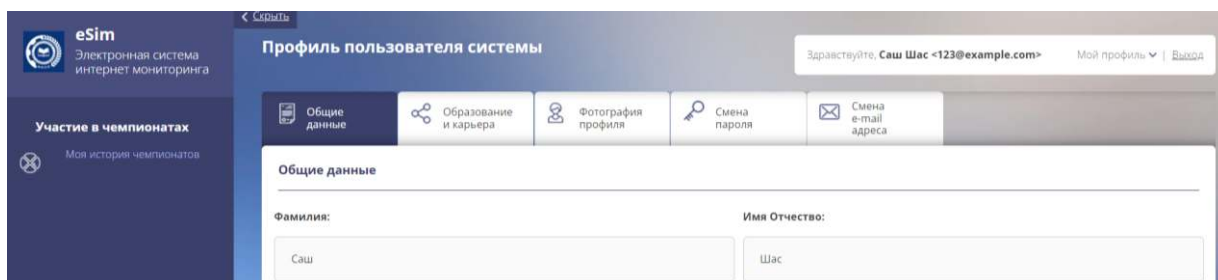 Скрыть
eSim
Электронная система
интернет мониторинга
Участие в чемпионатах
Моя история чемпионатов
Профиль пользователя системы
Здравствуйте, Саш Шас <123@example.com>
Мой профиль | Выход
Общие
данные
Образование
и карьера
Фотография
профиля
Смена
пароля
Смена
e-mail
адреса
Общие данные
Фамилия:
Имя Отчество:
Саш
Шас